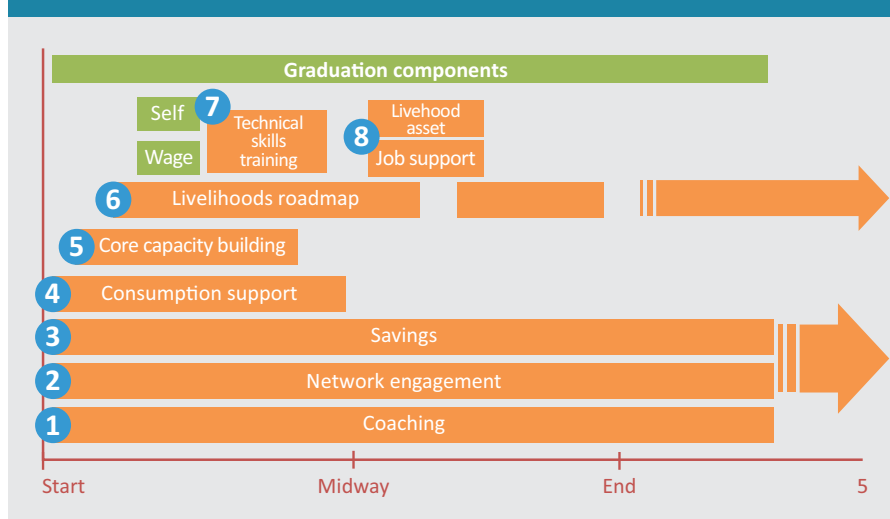 Graduation components
Self
7
Technical
skills
training
Livehood
asset
8
Wage
Job support
6
Livelihoods roadmap
5
Core capacity building
4
Consumption support
3
Savings
2
Network engagement
1
Coaching
Start
Midway
End
5